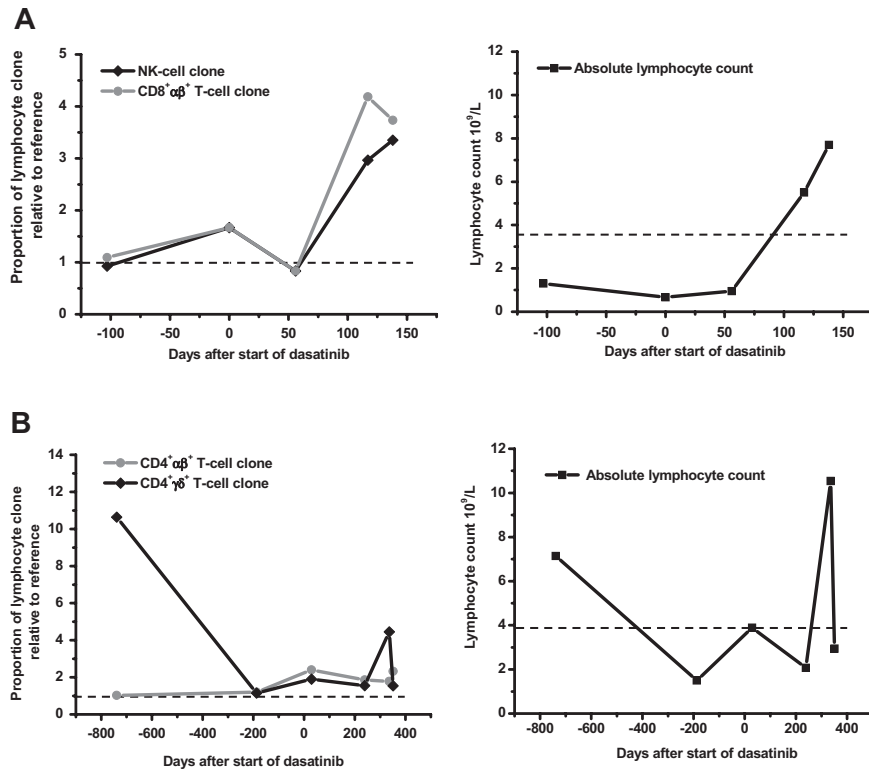 A
Proportion of lymphocyte clone
relative to reference
5
4
3
2
1
0
NK-cell clone
CD8⁺αβ⁺ T-cell clone
-100 -50 0 50 100 150
Days after start of dasatinib
Lymphocyte count 10⁹/L
12
10
8
6
4
2
0
Absolute lymphocyte count
-100 -50 0 50 100 150
Days after start of dasatinib
B
Proportion of lymphocyte clone
relative to reference
14
12
10
8
6
4
2
0
CD4⁺αβ⁺ T-cell clone
CD4⁺γδ⁺ T-cell clone
-800 -600 -400 -200 0 200 400
Days after start of dasatinib
Lymphocyte count 10⁹/L
12
10
8
6
4
2
0
Absolute lymphocyte count
-800 -600 -400 -200 0 200 400
Days after start of dasatinib